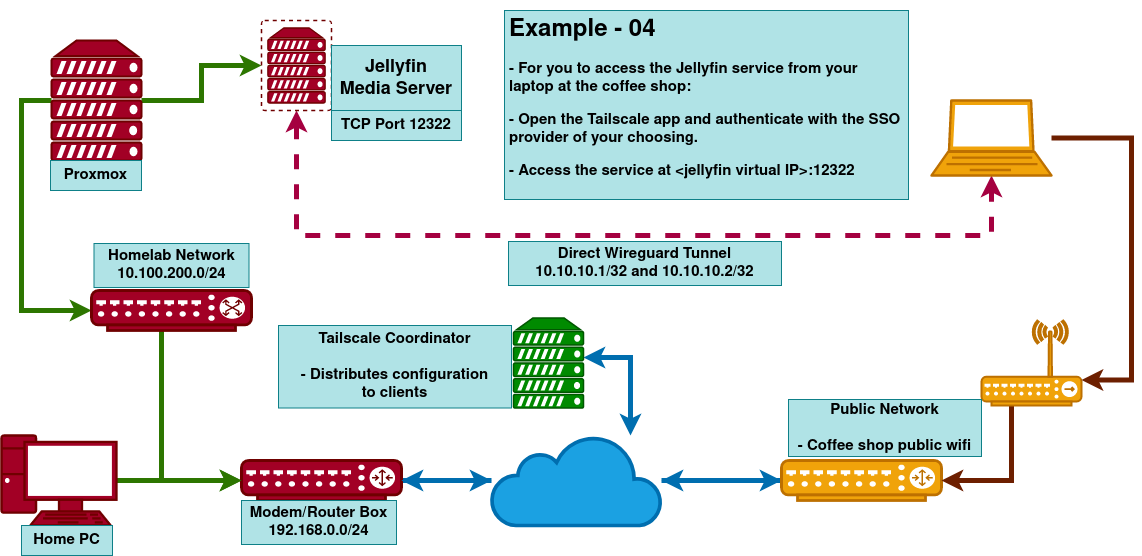 Example - 04
- For you to access the Jellyfin service from your
laptop at the coffee shop:
- Open the Tailscale app and authenticate with the SSO
provider of your choosing.
- Access the service at <jellyfin virtual IP>:12322
Jellyfin
Media Server
TCP Port 12322
Proxmox
Homelab Network
10.100.200.0/24
Direct Wireguard Tunnel
10.10.10.1/32 and 10.10.10.2/32
Tailscale Coordinator
- Distributes configuration
to clients
Public Network
- Coffee shop public wifi
Modem/Router Box
192.168.0.0/24
Home PC